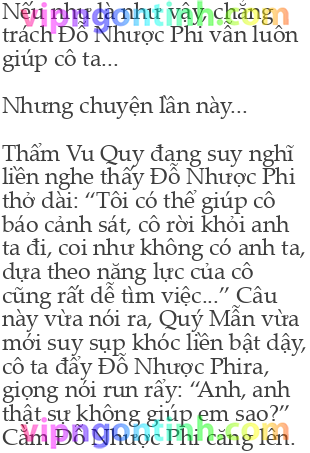 Nếu như là như vậy, chẳng
trách Đỗ Nhược Phi vẫn luôn
giúp cô ta...
Nhưng chuyện lần này...
Thẩm Vu Quy đang suy nghĩ
liền nghe thấy Đỗ Nhược Phi
thở dài: “Tôi có thể giúp cô
báo cảnh sát, cô rời khỏi anh
ta đi, coi như không có anh ta,
dựa theo năng lực của cô
cũng rất dễ tìm việc...” Câu
này vừa nói ra, Quý Mẫn vừa
mới suy sụp khóc liền bật dậy,
cô ta đẩy Đỗ Nhược Phira,
giọng nói run rẩy: “Anh, anh
thật sự không giúp em sao?”
Cằm Đỗ Nhược Phi căng lên.
vipngontinh.com
vipngontinh.com